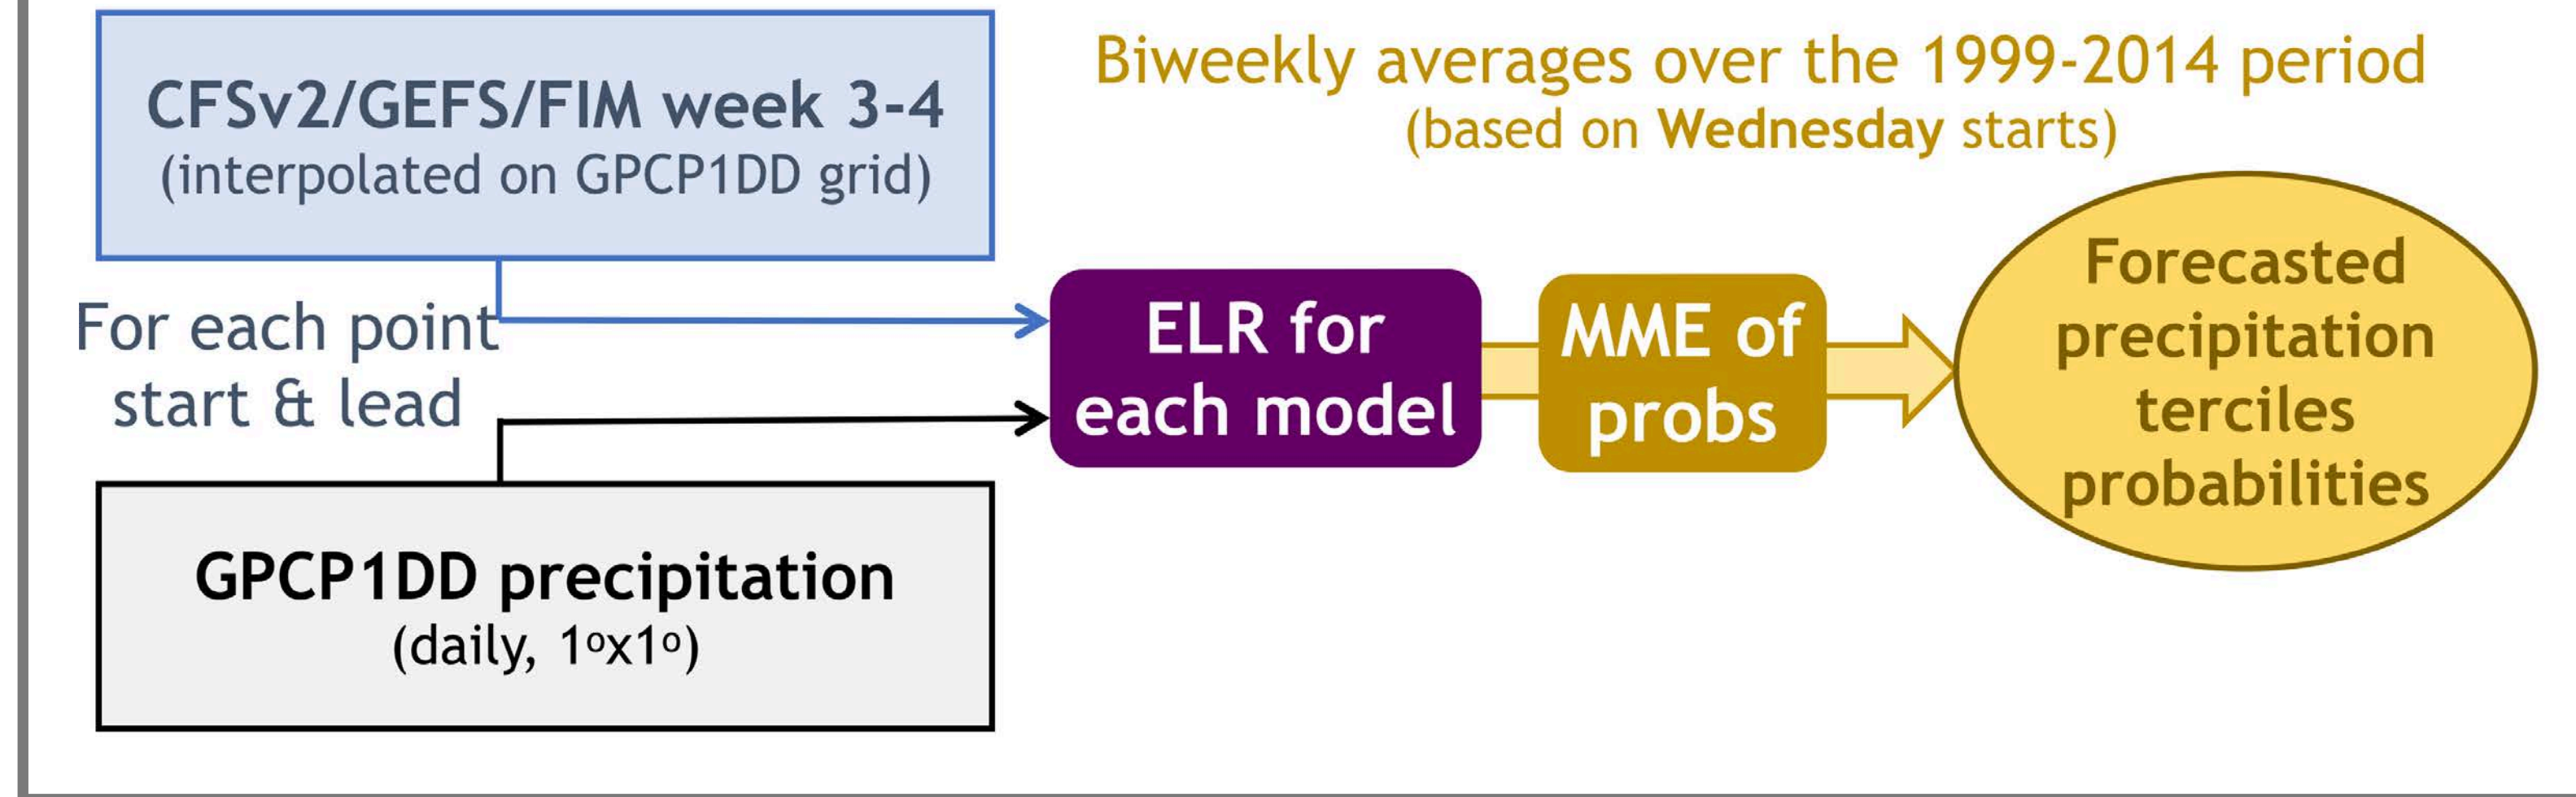 CFSv2/GEFS/FIM week 3-4
(interpolated on GPCP1DD grid)
Biweekly averages over the 1999-2014 period
(based on Wednesday starts)
For each point
start & lead
ELR for
each model
MME of
probs
Forecasted
precipitation
terciles
probabilities
GPCP1DD precipitation
(daily, 1ºx1º)